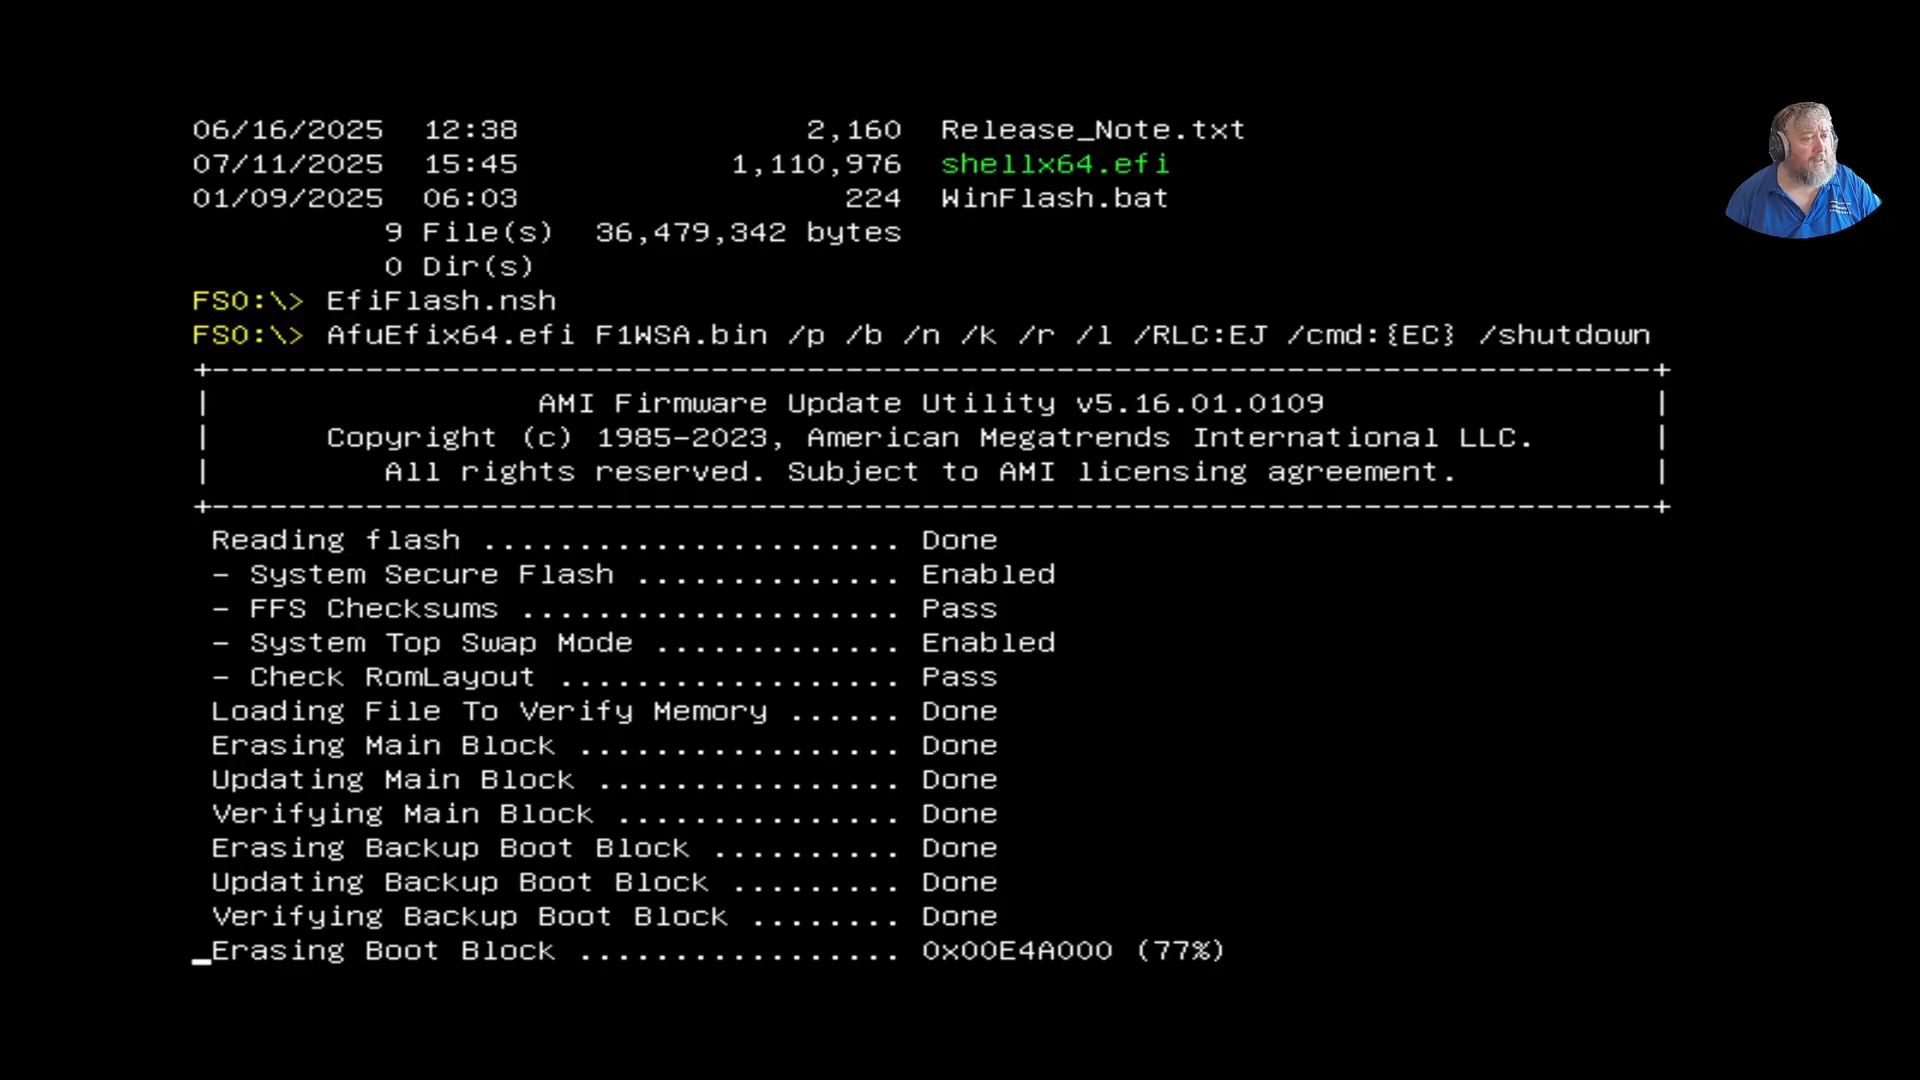 06/16/2025  12:38               2,160  Release_Note.txt
07/11/2025  15:45           1,110,976  shellx64.efi
01/09/2025  06:03                 224  WinFlash.bat
          9 File(s)  36,479,342 bytes
          0 Dir(s)
FS0:\> EfiFlash.nsh
FS0:\> AfuEfix64.efi F1WSA.bin /p /b /n /k /r /l /RLC:EJ /cmd:{EC} /shutdown
+---------------------------------------------------------------------------+
|                 AMI Firmware Update Utility v5.16.01.0109                 |
|      Copyright (c) 1985-2023, American Megatrends International LLC.      |
|         All rights reserved. Subject to AMI licensing agreement.          |
+---------------------------------------------------------------------------+
Reading flash ...................... Done
- System Secure Flash .............. Enabled
- FFS Checksums .................... Pass
- System Top Swap Mode ............. Enabled
- Check RomLayout .................. Pass
Loading File To Verify Memory ...... Done
Erasing Main Block ................. Done
Updating Main Block ................ Done
Verifying Main Block ............... Done
Erasing Backup Boot Block .......... Done
Updating Backup Boot Block ......... Done
Verifying Backup Boot Block ........ Done
_Erasing Boot Block ................. 0x00E4A000 (77%)